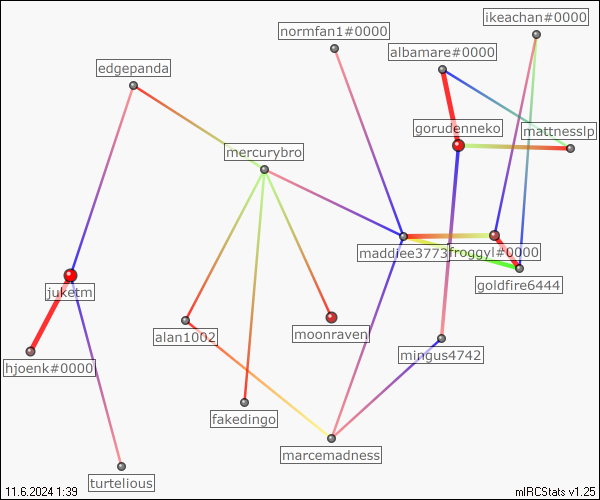 ikeachan#0000
normfan1#0000
albamare#0000
edgepanda
gorudenneko
mattnesslp
mercurybro
maddiee3773
froggyl#0000
goldfire6444
juketm
alan1002
moonraven
mingus4742
hjoenk#0000
fakedingo
marcemadness
turtelious
11.6.2024 1:39
mIRCStats v1.25